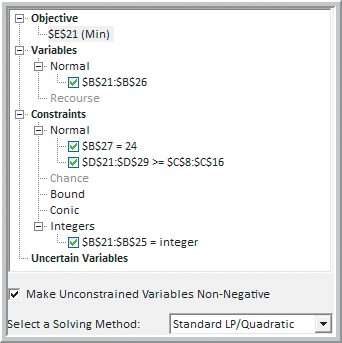 Objective
$E$21 (Min)
Variables
Normal
$B$21:$B$26
Recourse
Constraints
Normal
$B$27 = 24
$D$21:$D$29 >= $C$8:$C$16
Chance
Bound
Conic
Integers
$B$21:$B$25 = integer
Uncertain Variables
Make Unconstrained Variables Non-Negative
Select a Solving Method: Standard LP/Quadratic